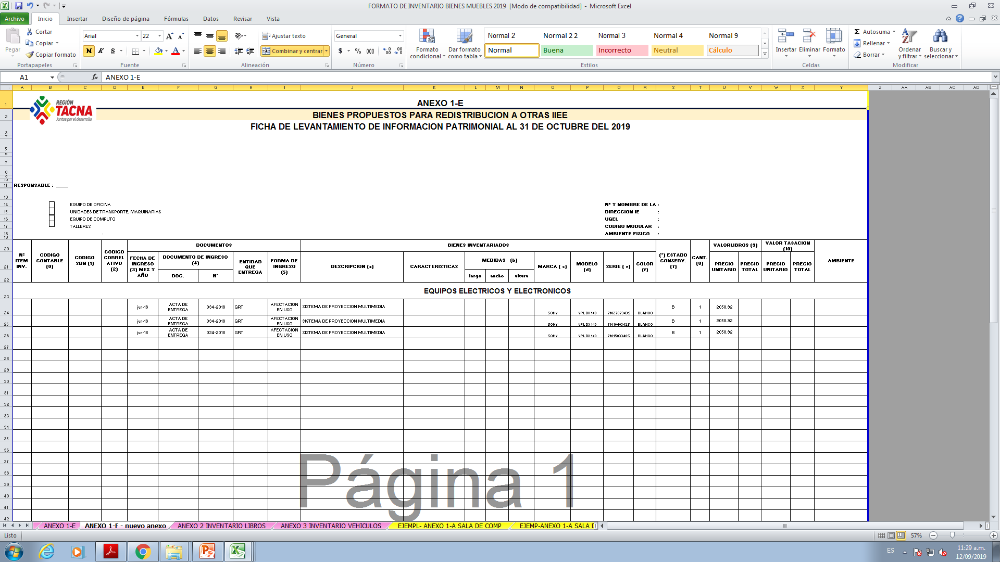 FORMATO DE INVENTARIO BIENES MUEBLES 2019 [Modo de compatibilidad] - Microsoft Excel
Archivo Inicio Insertar Diseño de página Fórmulas Datos Revisar Vista
Pegar
Cortar
Copiar
Copiar formato
Portapapeles
Arial 22
N K S
Fuente
Ajustar texto
Combinar y centrar
Alineación
General
$ % 000
Número
Formato condicional
Dar formato como tabla
Normal 2 Normal 2 2 Normal 3 Normal 4 Normal 9
Normal Buena Incorrecto Neutral Cálculo
Estilos
Insertar Eliminar Formato
Celdas
Autosuma
Rellenar
Borrar
Ordenar y filtrar
Buscar y seleccionar
Modificar
A1 fx ANEXO 1-E
A B C D E F G H I J K L M N O P Q R S T U V W X Y Z AA AB AC AD
REGIÓN
TACNA
Juntos por el desarrollo
ANEXO 1-E
BIENES PROPUESTOS PARA REDISTRIBUCION A OTRAS IIEE
FICHA DE LEVANTAMIENTO DE INFORMACION PATRIMONIAL AL 31 DE OCTUBRE DEL 2019
RESPONSABLE : ____
EQUIPO DE OFICINA
UNIDADES DE TRANSPORTE, MAQUINARIAS
EQUIPO DE COMPUTO
TALLERES
:
Nº Y NOMBRE DE LA :
DIRECCION IE :
UGEL :
CODIGO MODULAR :
AMBIENTE FISICO :
Nº ITEM INV.
CODIGO CONTABLE (0)
CODIGO SBN (1)
CODIGO CORREL ATIVO (2)
DOCUMENTOS
FECHA DE INGRESO (3) MES Y AÑO
DOCUMENTO DE INGRESO (4)
DOC. N°
ENTIDAD QUE ENTREGA
FORMA DE INGRESO (5)
BIENES INVENTARIADOS
DESCRIPCION (a)
CARACTERISTICAS
MEDIDAS (b)
largo ancho altura
MARCA ( c)
MODELO (d)
SERIE ( e)
COLOR (f)
(*) ESTADO CONSERV. (7)
CANT. (8)
VALORLIBROS (9)
PRECIO UNITARIO PRECIO TOTAL
VALOR TASACION (10)
PRECIO UNITARIO PRECIO TOTAL
AMBIENTE
EQUIPOS ELECTRICOS Y ELECTRONICOS
jun-18 ACTA DE ENTREGA 034-2018 GRT AFECTACION EN USO SISTEMA DE PROYECCION MULTIMEDIA SONY VPLDX140 7102707343S BLANCO B 1 2058.92
jun-18 ACTA DE ENTREGA 034-2018 GRT AFECTACION EN USO SISTEMA DE PROYECCION MULTIMEDIA SONY VPLDX140 7101949342S BLANCO B 1 2058.92
jun-18 ACTA DE ENTREGA 034-2018 GRT AFECTACION EN USO SISTEMA DE PROYECCION MULTIMEDIA SONY VPLDX140 7101503340S BLANCO B 1 2058.92
Página 1
1
2
3
5
6
7
8
9
10
11
13
14
15
16
17
18
19
20
21
22
23
24
25
26
27
28
29
30
31
32
33
34
35
36
37
38
39
40
41
42
ANEXO 1-E ANEXO 1-F - nuevo anexo ANEXO 2 INVENTARIO LIBROS ANEXO 3 INVENTARIO VEHICULOS EJEMPL- ANEXO 1-A SALA DE COMP EJEMP-ANEXO 1-A SALA D
Listo 57%
ES 11:29 a.m.
12/09/2019